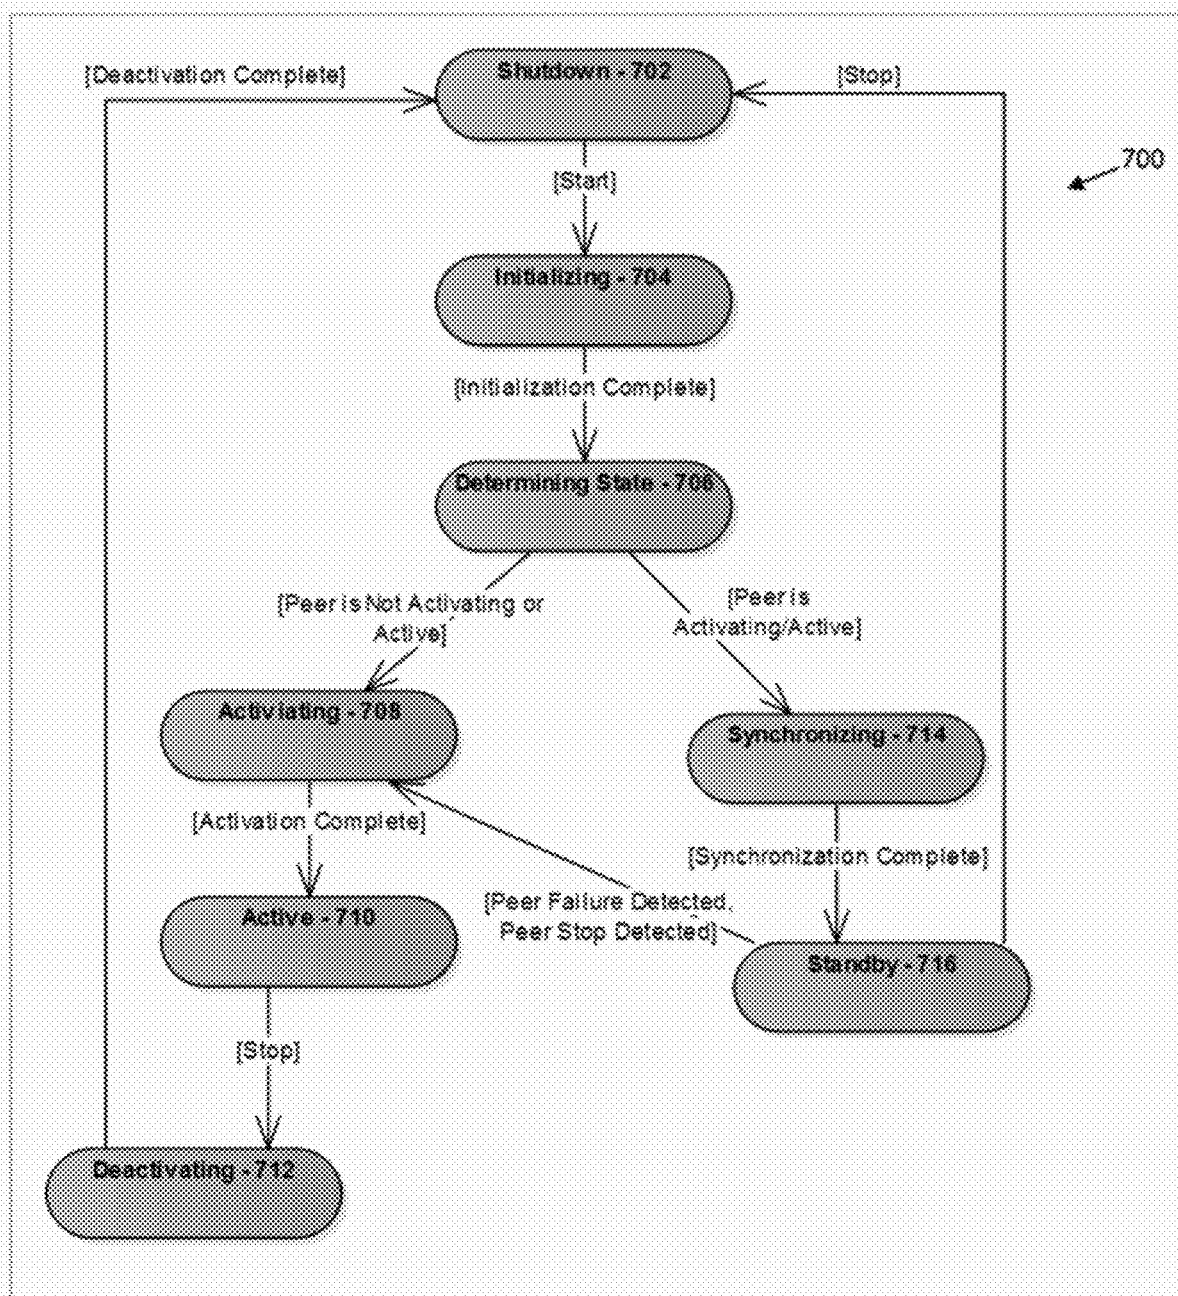 [Deactivation Complete]
Shutdown - 702
[Stop]
700
[Start]
Initializing - 704
[Initialization Complete]
Determining State - 706
[Peer is Not Activating or
Active]
[Peer is
Activating/Active]
Activiating - 708
Synchronizing - 714
[Activation Complete]
[Synchronization Complete]
[Peer Failure Detected,
Peer Stop Detected]
Active - 710
Standby - 716
[Stop]
Deactivating - 712